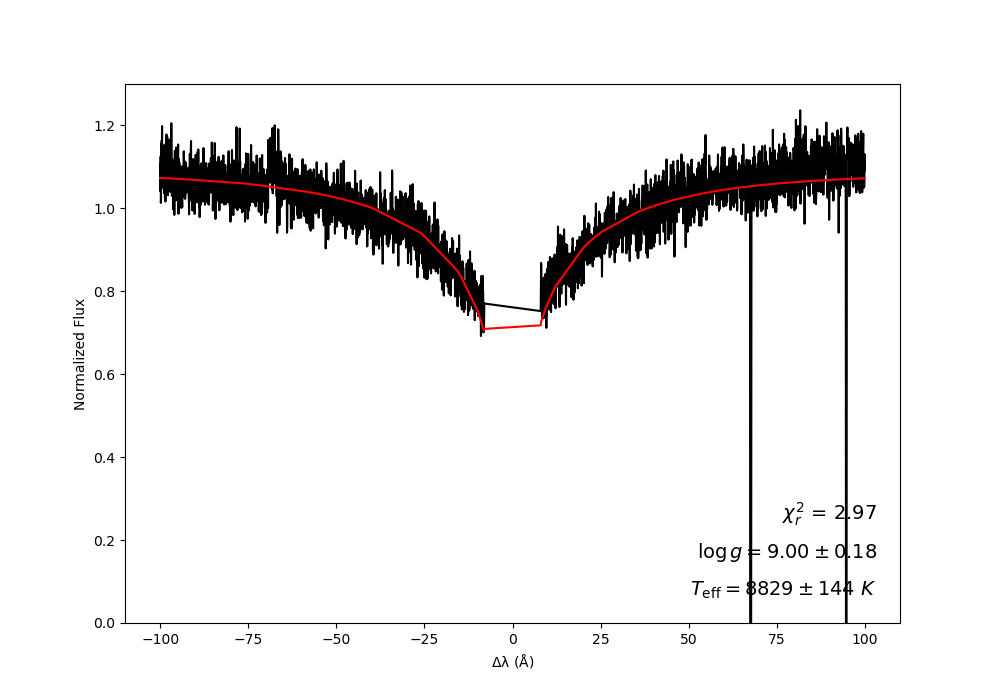 1.2
1.0
0.8
0.6
0.4
0.2
0.0
Normalized Flux
χ²ᵣ = 2.97
log g = 9.00 ± 0.18
T_eff = 8829 ± 144 K
−100 −75 −50 −25 0 25 50 75 100
Δλ (Å)